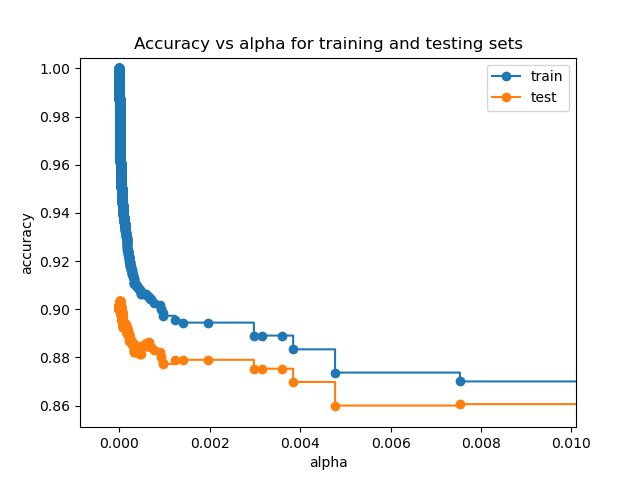 Accuracy vs alpha for training and testing sets
train
test
accuracy
1.00
0.98
0.96
0.94
0.92
0.90
0.88
0.86
0.000
0.002
0.004
0.006
0.008
0.010
alpha